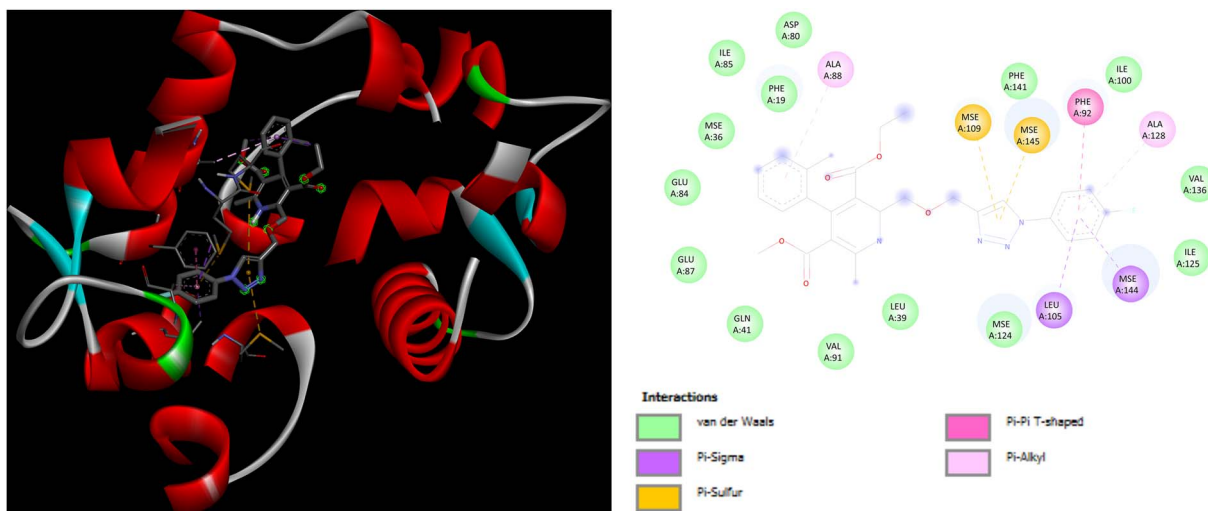 ASP
A:80
ILE
A:85
ALA
A:88
PHE
A:19
PHE
A:141
ILE
A:100
PHE
A:92
MSE
A:109
MSE
A:145
ALA
A:128
MSE
A:36
GLU
A:84
VAL
A:136
O
O
O
N
N
N
N
O
O
GLU
A:87
ILE
A:125
MSE
A:144
LEU
A:39
LEU
A:105
GLN
A:41
MSE
A:124
VAL
A:91
Interactions
van der Waals
Pi-Sigma
Pi-Sulfur
Pi-Pi T-shaped
Pi-Alkyl